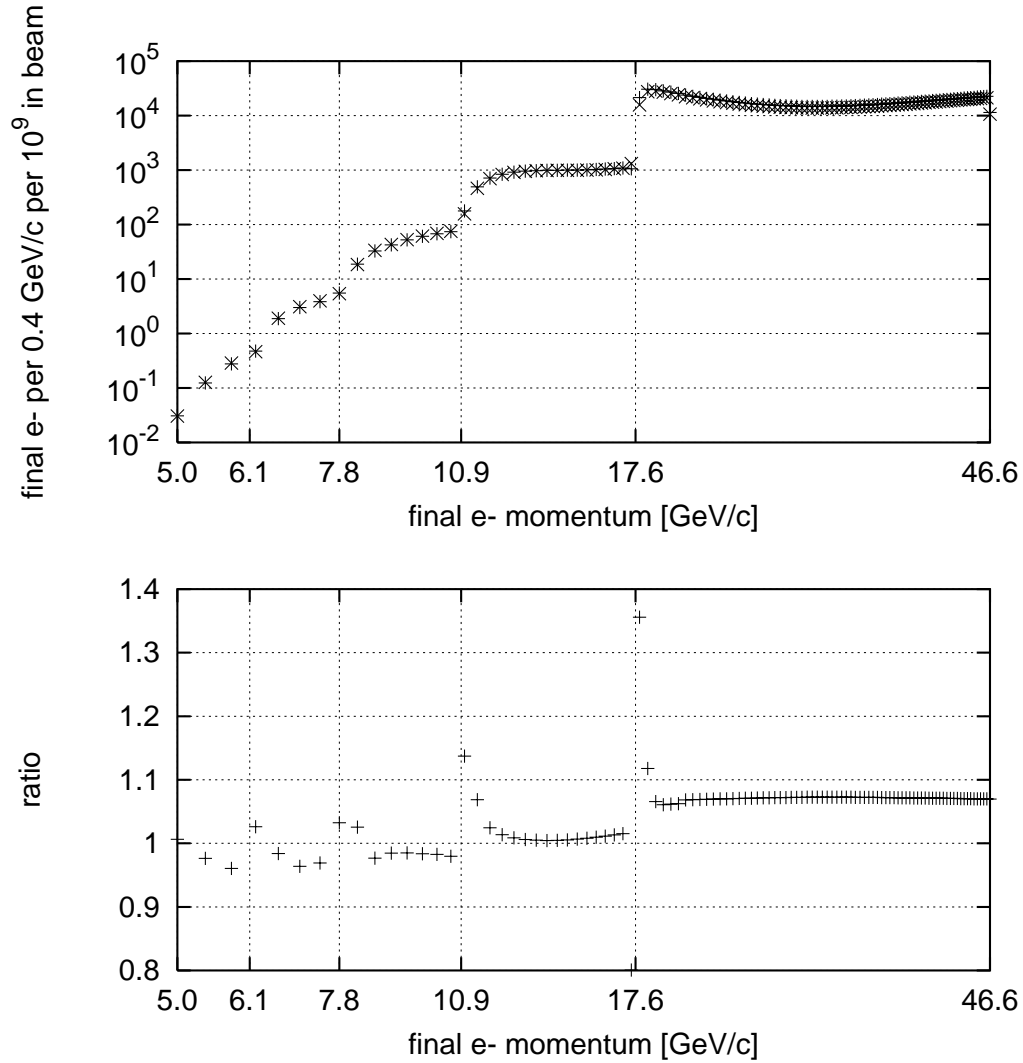 final e- per 0.4 GeV/c per 10^9 in beam
10^5
10^4
10^3
10^2
10^1
10^0
10^-1
10^-2
5.0 6.1 7.8 10.9 17.6 46.6
final e- momentum [GeV/c]
ratio
1.4
1.3
1.2
1.1
1
0.9
0.8
5.0 6.1 7.8 10.9 17.6 46.6
final e- momentum [GeV/c]